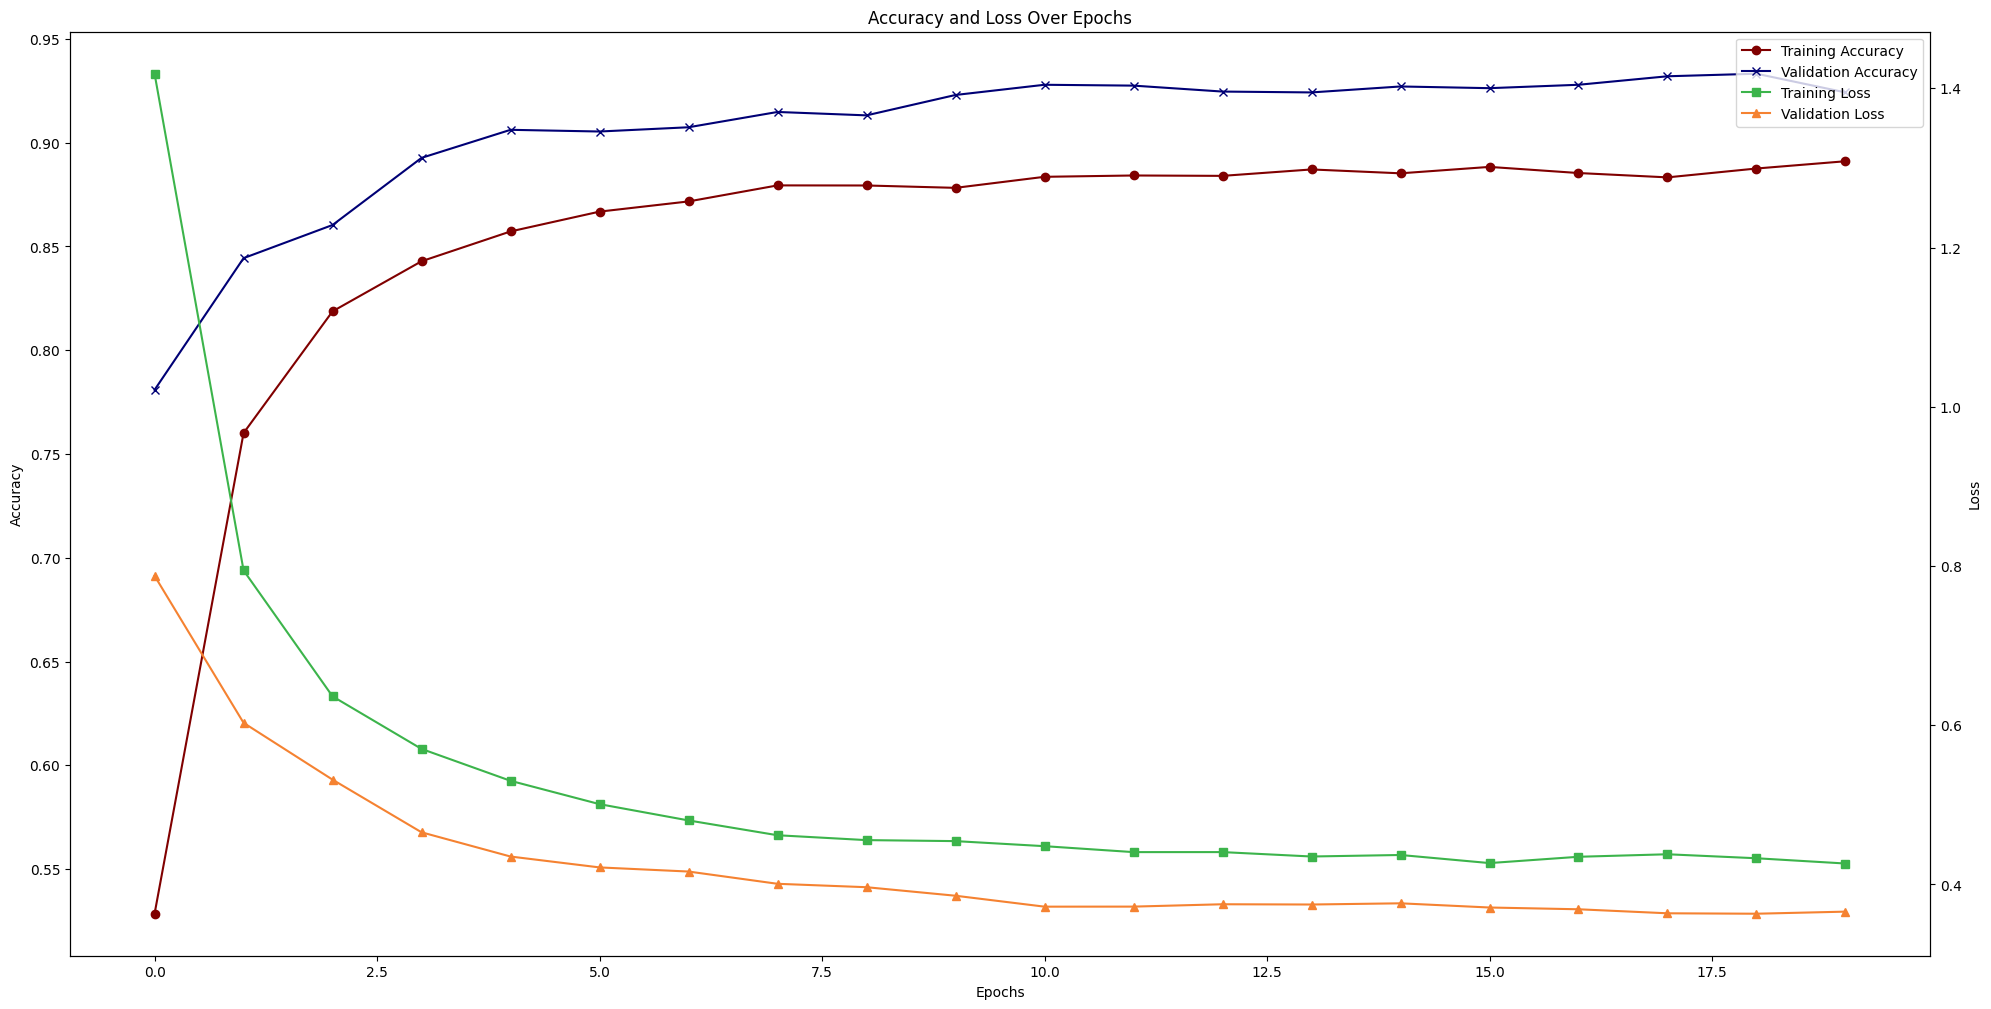 Accuracy and Loss Over Epochs
Training Accuracy
Validation Accuracy
Training Loss
Validation Loss
0.95
0.90
0.85
0.80
0.75
0.70
0.65
0.60
0.55
Accuracy
1.4
1.2
1.0
0.8
0.6
0.4
Loss
0.0 2.5 5.0 7.5 10.0 12.5 15.0 17.5
Epochs